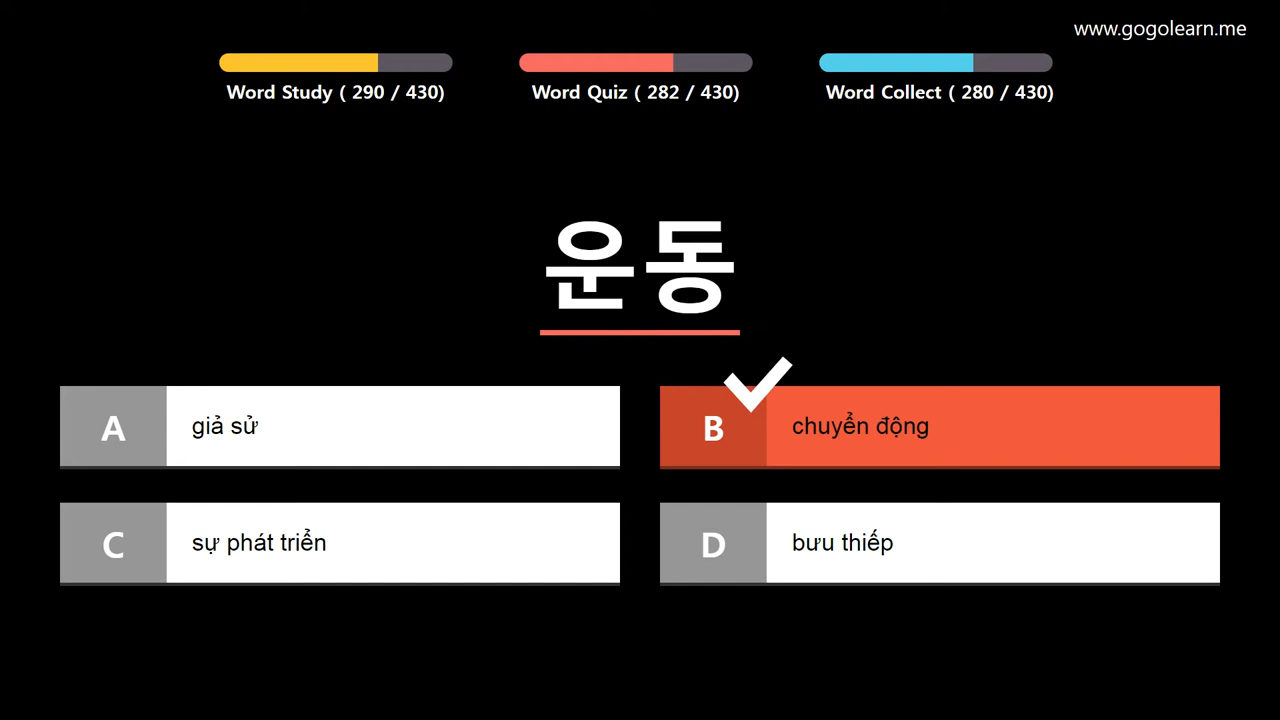 www.gogolearn.me
Word Study ( 290 / 430)
Word Quiz ( 282 / 430)
Word Collect ( 280 / 430)
운동
A
giả sử
B
chuyển động
C
sự phát triển
D
bưu thiếp